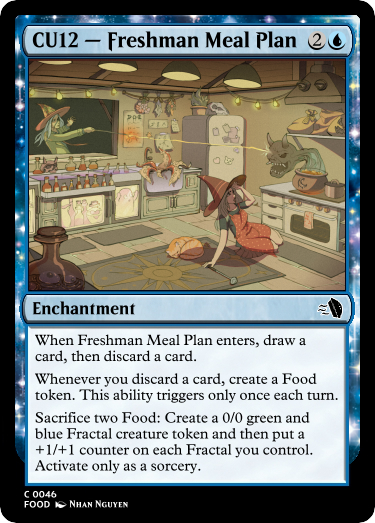 CU12 — Freshman Meal Plan 2
Enchantment
When Freshman Meal Plan enters, draw a
card, then discard a card.
Whenever you discard a card, create a Food
token. This ability triggers only once each turn.
Sacrifice two Food: Create a 0/0 green and
blue Fractal creature token and then put a
+1/+1 counter on each Fractal you control.
Activate only as a sorcery.
C 0046
FOOD Nhan Nguyen